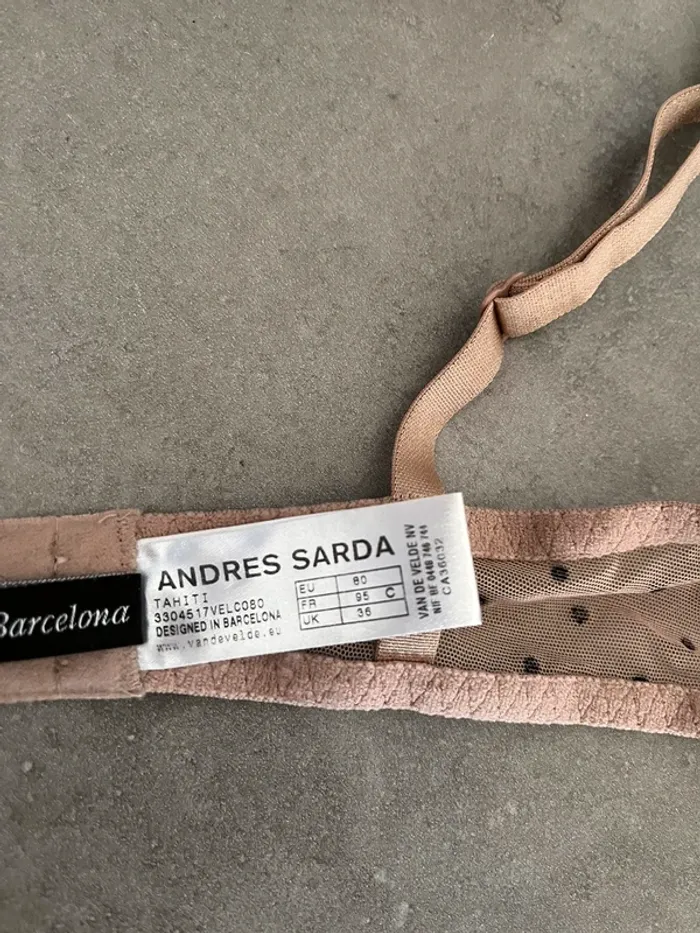 Barcelona
ANDRES SARDA
TAHITI
3304517VELCO80
DESIGNED IN BARCELONA
www.vandevelde.eu
EU 80
FR 95 C
UK 36
VAN DE VELDE NV
CA36032